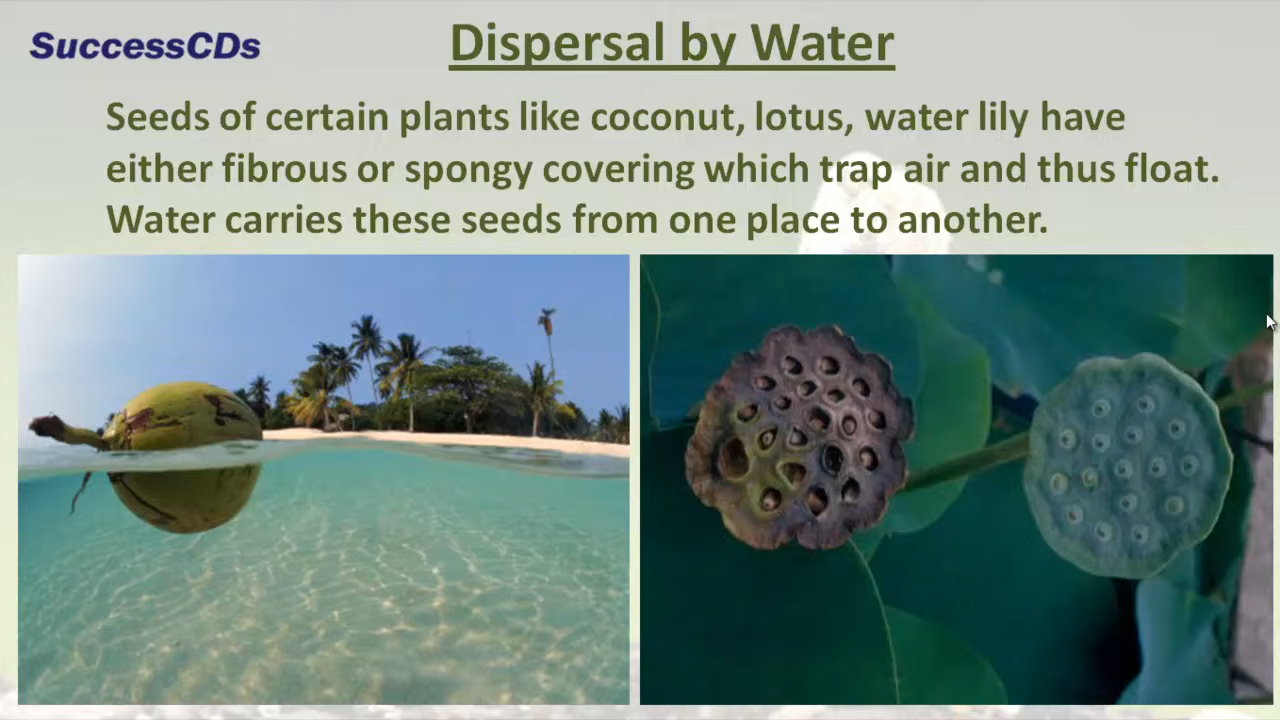 SuccessCDs
Dispersal by Water
Seeds of certain plants like coconut, lotus, water lily have
either fibrous or spongy covering which trap air and thus float.
Water carries these seeds from one place to another.